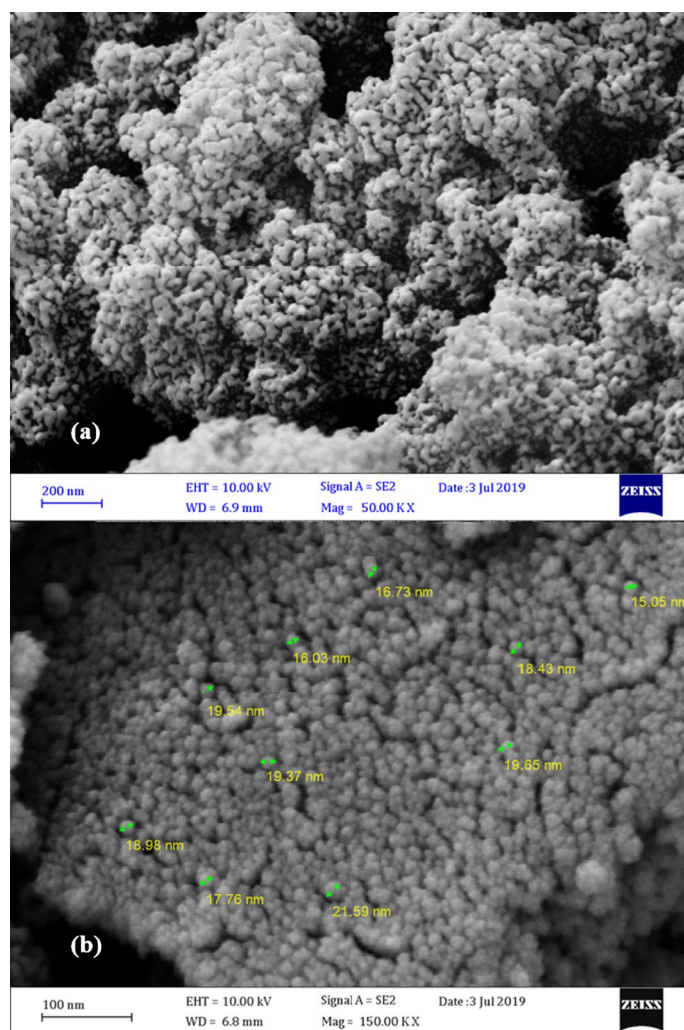 (a)
200 nm
EHT = 10.00 kV
WD = 6.9 mm
Signal A = SE2
Mag = 50.00 K X
Date :3 Jul 2019
ZEISS
16.73 nm
15.05 nm
16.03 nm
18.43 nm
19.54 nm
19.37 nm
19.65 nm
18.98 nm
17.76 nm
21.59 nm
(b)
100 nm
EHT = 10.00 kV
WD = 6.8 mm
Signal A = SE2
Mag = 150.00 K X
Date :3 Jul 2019
ZEISS